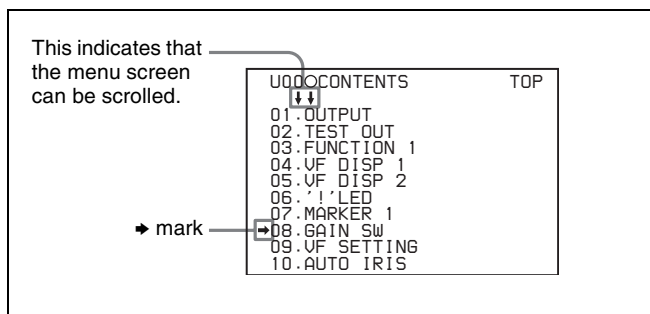 This indicates that
the menu screen
can be scrolled.
U00○CONTENTS TOP
↓↓
01.OUTPUT
02.TEST OUT
03.FUNCTION 1
04.VF DISP 1
05.VF DISP 2
06.'!'LED
07.MARKER 1
➔ mark
➔08.GAIN SW
09.VF SETTING
10.AUTO IRIS